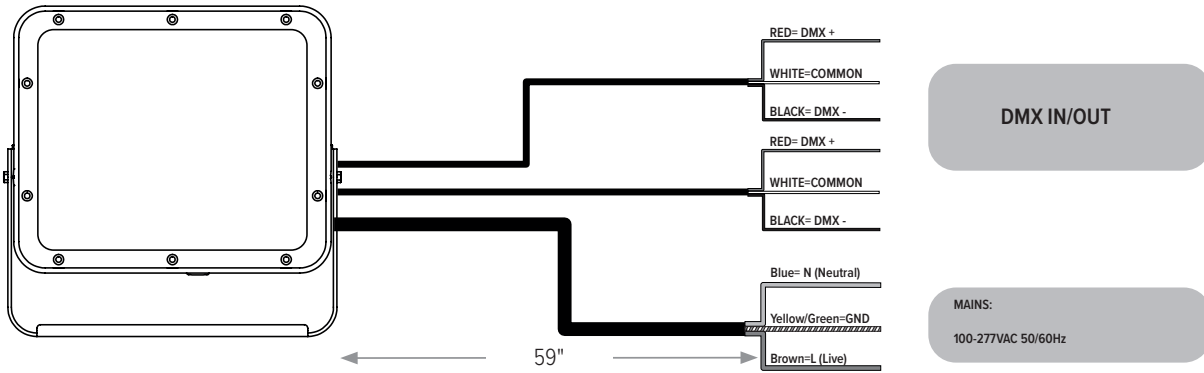 RED= DMX +
WHITE=COMMON
BLACK= DMX -
RED= DMX +
WHITE=COMMON
BLACK= DMX -
DMX IN/OUT
Blue= N (Neutral)
Yellow/Green=GND
Brown=L (Live)
MAINS:
100-277VAC 50/60Hz
59"